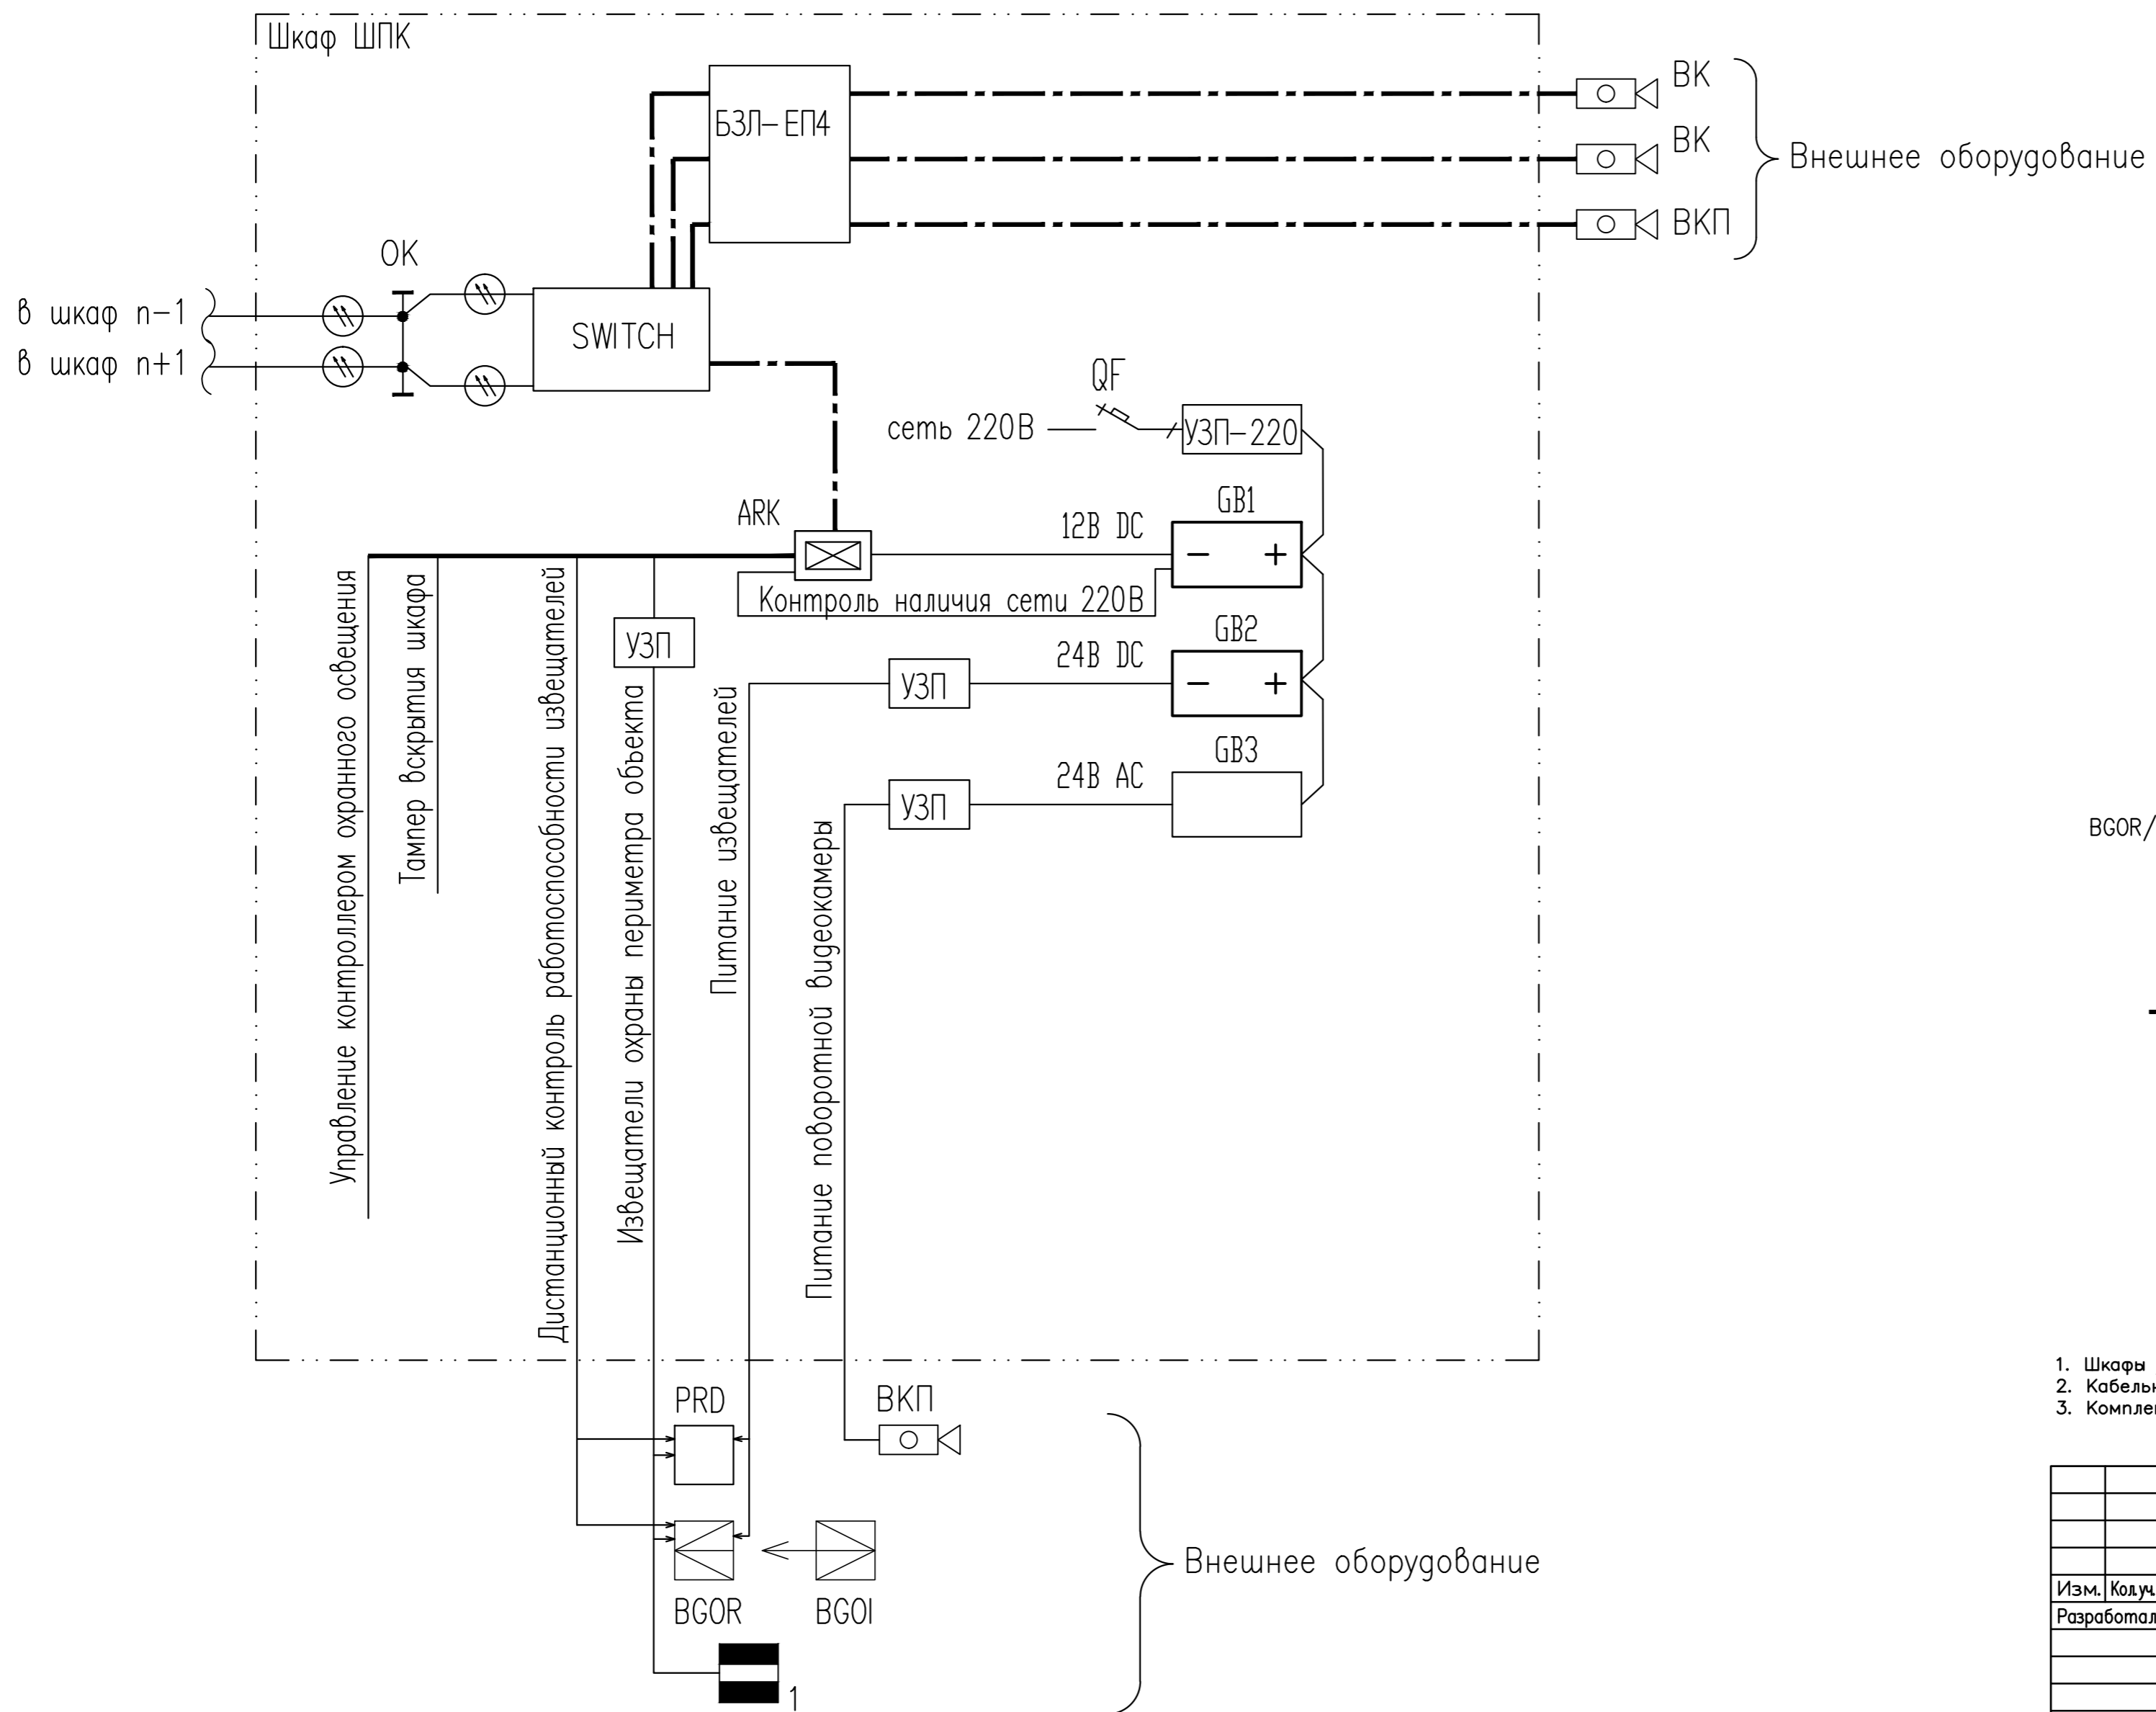 Шкаф ШПК
БЗЛ-ЕП4
ВК
ВК
ВКП
Внешнее оборудование
ОК
в шкаф n-1
в шкаф n+1
SWITCH
QF
сеть 220В
УЗП-220
ARK
12В DC
GB1
- +
Контроль наличия сети 220В
УЗП
УЗП
24В DC
GB2
- +
УЗП
24В AC
GB3
Управление контроллером охранного освещения
Тампер вскрытия шкафа
Дистанционный контроль работоспособности извещателей
Извещатели охраны периметра объекта
Питание извещателей
Питание поворотной видеокамеры
BGOR/
PRD
ВКП
BGOR
BGOI
1
Внешнее оборудование
1. Шкафы
2.
3.
Изм. Кол.уч.
Разработал